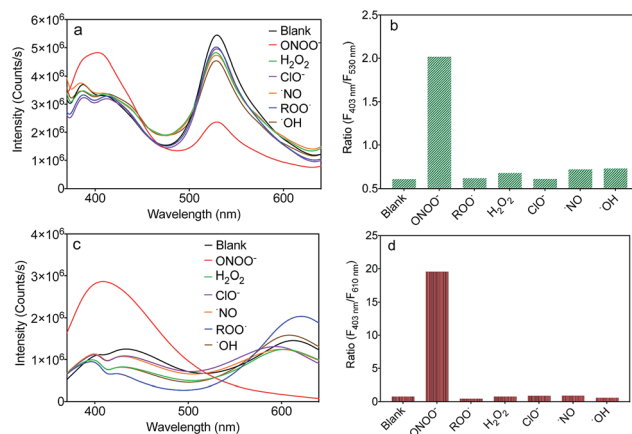 a
Intensity (Counts/s)
6×10⁶
5×10⁶
4×10⁶
3×10⁶
2×10⁶
1×10⁶
0
400
500
600
Wavelength (nm)
Blank
ONOO⁻
H₂O₂
ClO⁻
˙NO
ROO˙
˙OH
b
Ratio (F403 nm/F530 nm)
2.5
2.0
1.5
1.0
0.5
Blank
ONOO⁻
ROO˙
H₂O₂
ClO⁻
˙NO
˙OH
c
Intensity (Counts/s)
4×10⁶
3×10⁶
2×10⁶
1×10⁶
0
400
500
600
Wavelength (nm)
Blank
ONOO⁻
H₂O₂
ClO⁻
˙NO
ROO˙
˙OH
d
Ratio (F403 nm/F610 nm)
25
20
15
10
5
0
Blank
ONOO⁻
ROO˙
H₂O₂
ClO⁻
˙NO
˙OH